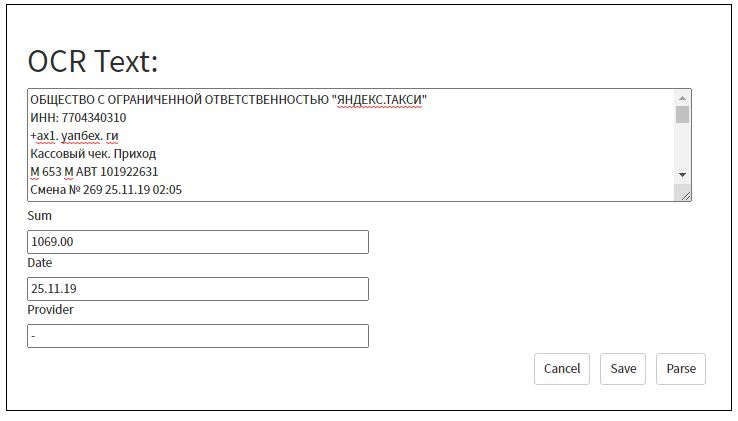 OCR Text:
ОБЩЕСТВО С ОГРАНИЧЕННОЙ ОТВЕТСТВЕННОСТЬЮ "ЯНДЕКС.ТАКСИ"
ИНН: 7704340310
+ах1. уапбех. ги
Кассовый чек. Приход
М 653 М АВТ 101922631
Смена № 269 25.11.19 02:05
Sum
1069.00
Date
25.11.19
Provider
-
Cancel Save Parse